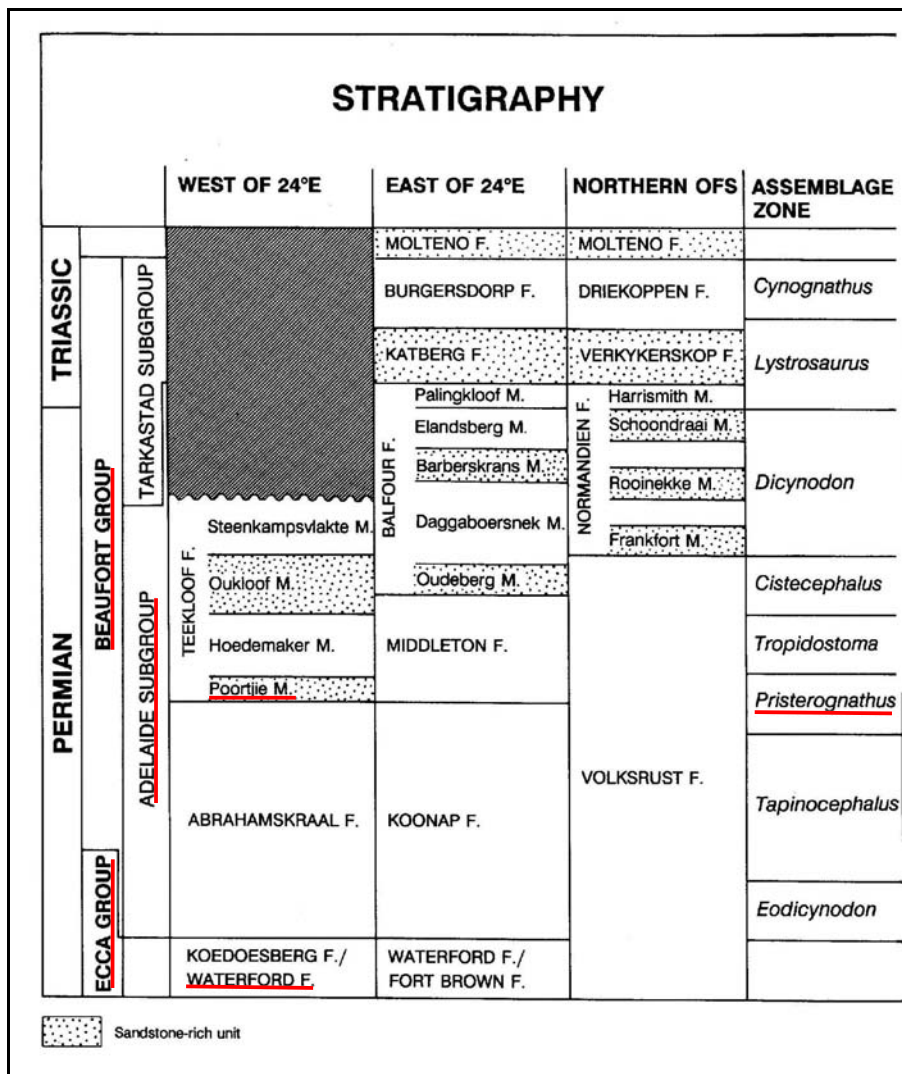 STRATIGRAPHY
WEST OF 24°E
EAST OF 24°E
NORTHERN OFS
ASSEMBLAGE
ZONE
TRIASSIC
PERMIAN
BEAUFORT GROUP
ECCA GROUP
TARKASTAD SUBGROUP
ADELAIDE SUBGROUP
TEEKLOOF F.
Steenkampsvlakte M.
Oukloof M.
Hoedemaker M.
Poortjie M.
ABRAHAMSKRAAL F.
KOEDOESBERG F./
WATERFORD F.
MOLTENO F.
BURGERSDORP F.
KATBERG F.
BALFOUR F.
Palingkloof M.
Elandsberg M.
Barberskrans M.
Daggaboersnek M.
Oudeberg M.
MIDDLETON F.
KOONAP F.
WATERFORD F./
FORT BROWN F.
MOLTENO F.
DRIEKOPPEN F.
VERKYKERSKOP F.
NORMANDIEN F.
Harrismith M.
Schoondraai M.
Rooinekke M.
Frankfort M.
VOLKSRUST F.
Cynognathus
Lystrosaurus
Dicynodon
Cistecephalus
Tropidostoma
Pristerognathus
Tapinocephalus
Eodicynodon
Sandstone-rich unit